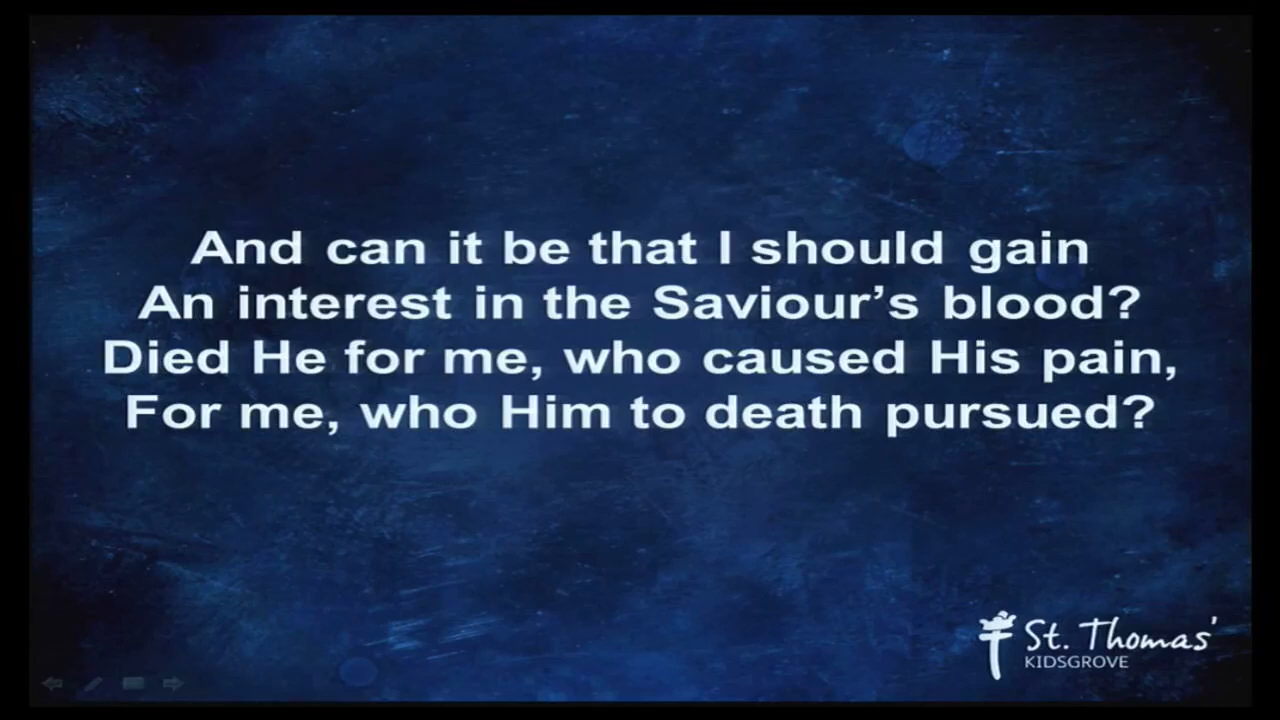 And can it be that I should gain
An interest in the Saviour’s blood?
Died He for me, who caused His pain,
For me, who Him to death pursued?
St. Thomas'
KIDSGROVE